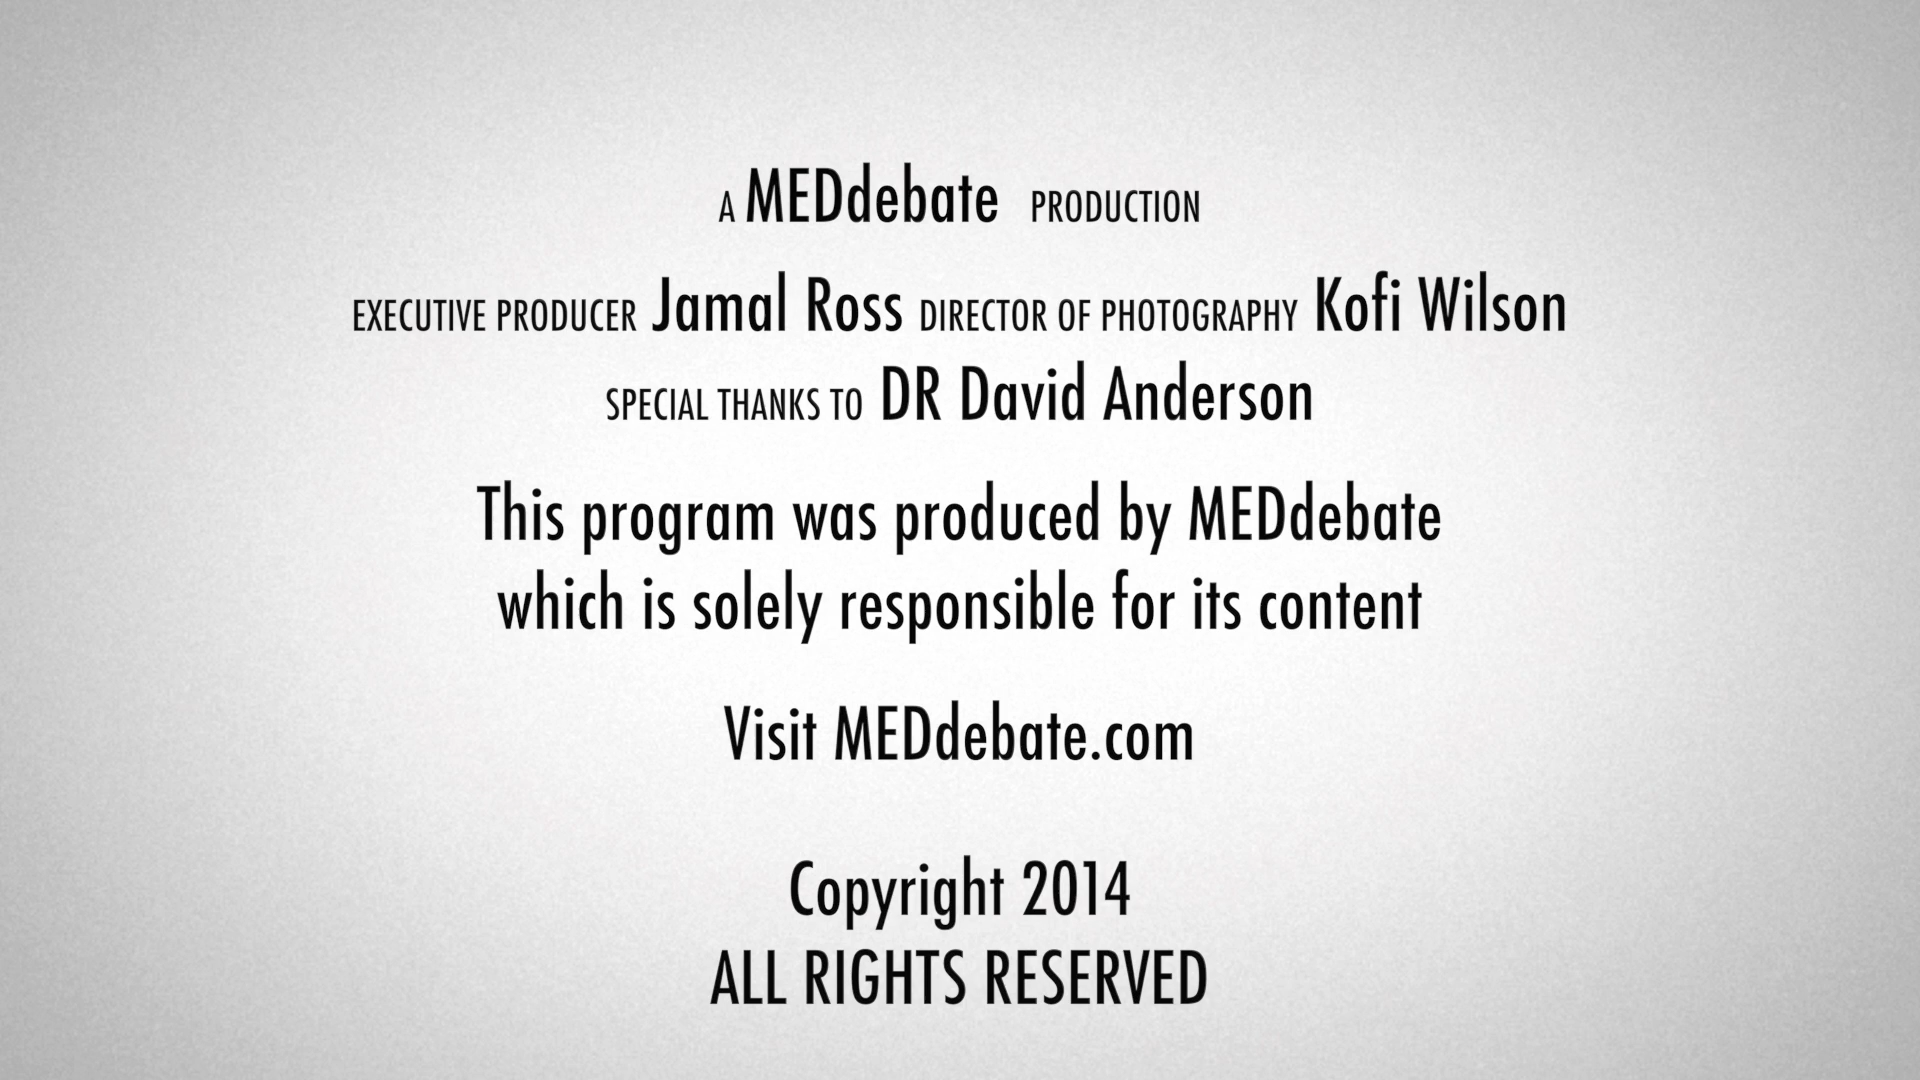 A MEDdebate PRODUCTION
EXECUTIVE PRODUCER Jamal Ross DIRECTOR OF PHOTOGRAPHY Kofi Wilson
SPECIAL THANKS TO DR David Anderson
This program was produced by MEDdebate
which is solely responsible for its content
Visit MEDdebate.com
Copyright 2014
ALL RIGHTS RESERVED